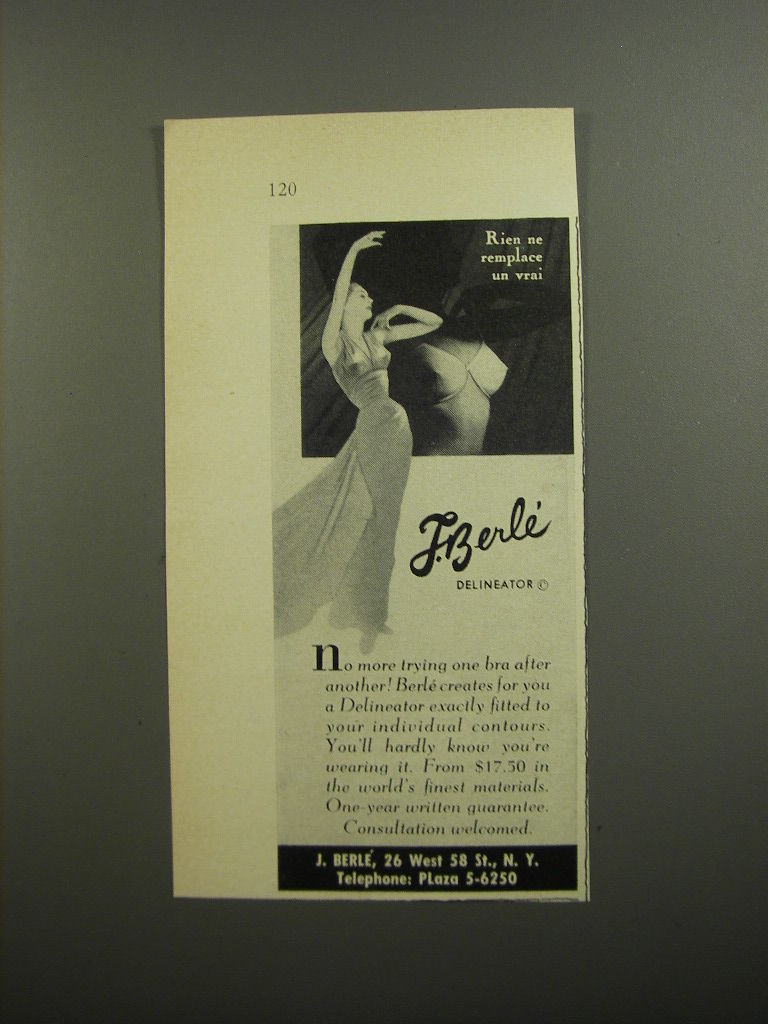 120
Rien ne
remplace
un vrai
J. Berlé
DELINEATOR ©
No more trying one bra after
another! Berlé creates for you
a Delineator exactly fitted to
your individual contours.
You'll hardly know you're
wearing it. From $17.50 in
the world's finest materials.
One-year written guarantee.
Consultation welcomed.
J. BERLÉ, 26 West 58 St., N. Y.
Telephone: PLaza 5-6250